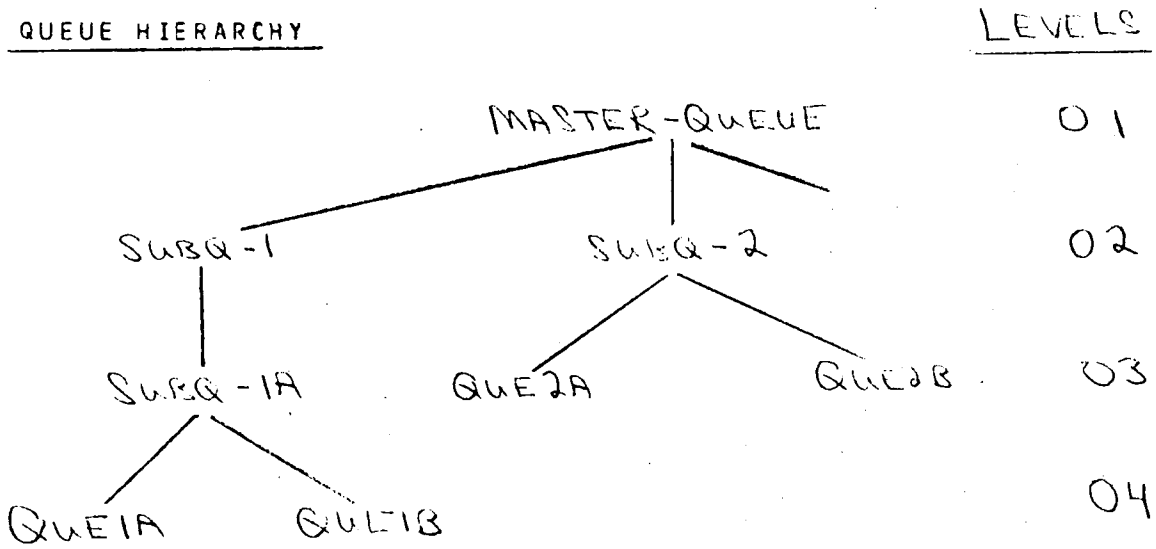 QUEUE HIERARCHY LEVELS
MASTER-QUEUE 01
SUBQ-1 SUBQ-2 02
SUBQ-1A QUE2A QUE2B 03
QUE1A QUE1B 04